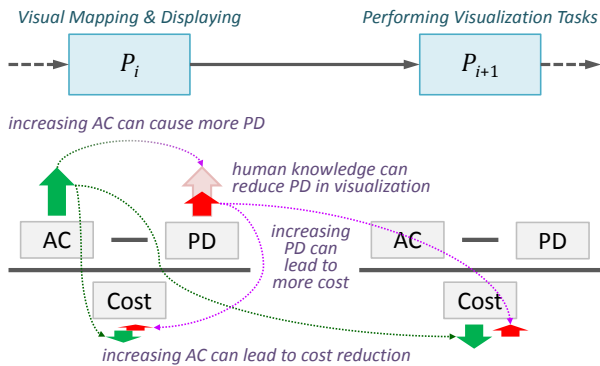 Visual Mapping & Displaying
Performing Visualization Tasks
P_i
P_{i+1}
increasing AC can cause more PD
human knowledge can
reduce PD in visualization
AC — PD
increasing
PD can
lead to
more cost
AC — PD
Cost
Cost
increasing AC can lead to cost reduction